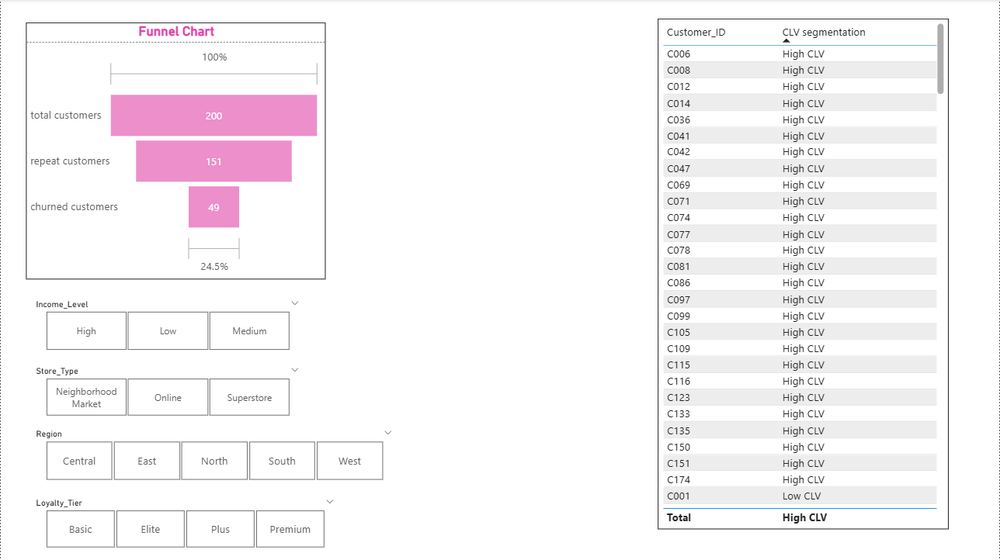 Funnel Chart
100%
total customers 200
repeat customers 151
churned customers 49
24.5%
Income_Level
High Low Medium
Store_Type
Neighborhood
Market Online Superstore
Region
Central East North South West
Loyalty_Tier
Basic Elite Plus Premium
Customer_ID CLV segmentation
C006 High CLV
C008 High CLV
C012 High CLV
C014 High CLV
C036 High CLV
C041 High CLV
C042 High CLV
C047 High CLV
C069 High CLV
C071 High CLV
C074 High CLV
C077 High CLV
C078 High CLV
C081 High CLV
C086 High CLV
C097 High CLV
C099 High CLV
C105 High CLV
C109 High CLV
C115 High CLV
C116 High CLV
C123 High CLV
C133 High CLV
C135 High CLV
C150 High CLV
C151 High CLV
C174 High CLV
C001 Low CLV
Total High CLV